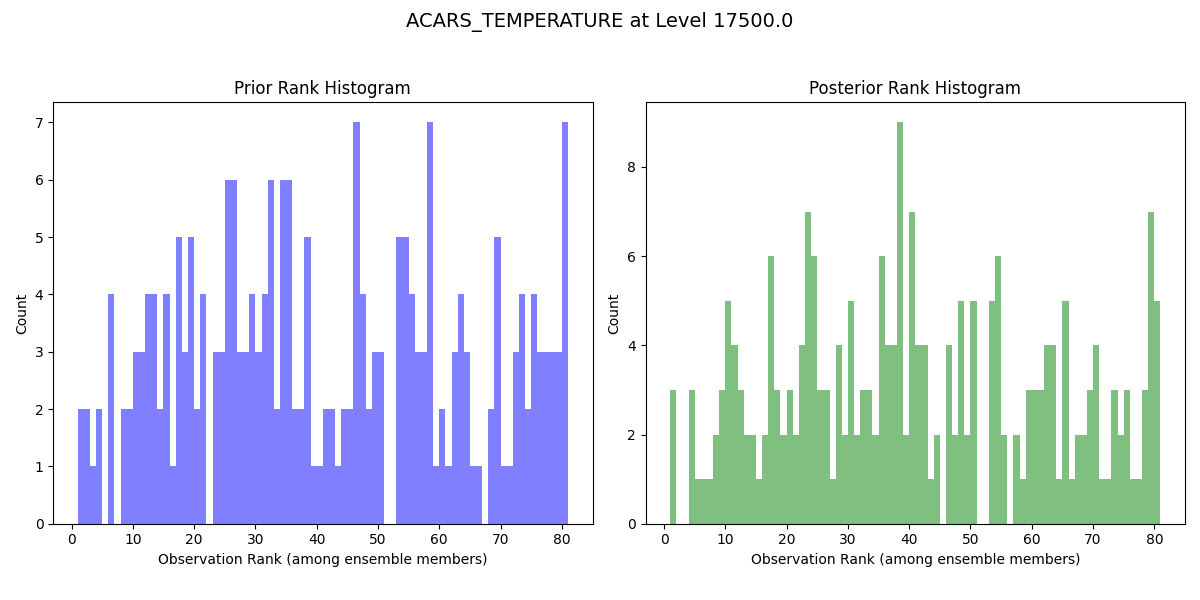 ACARS_TEMPERATURE at Level 17500.0
Prior Rank Histogram
Count
7
6
5
4
3
2
1
0
0 10 20 30 40 50 60 70 80
Observation Rank (among ensemble members)
Posterior Rank Histogram
Count
8
6
4
2
0
0 10 20 30 40 50 60 70 80
Observation Rank (among ensemble members)